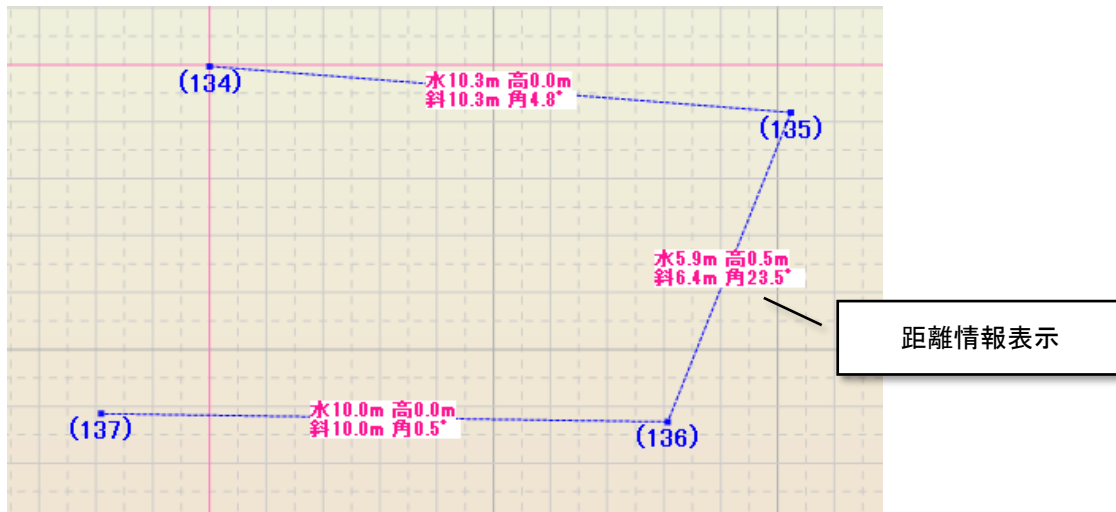 (134)
水10.3m 高0.0m
斜10.3m 角4.8°
(135)
水5.9m 高0.5m
斜6.4m 角23.5°
距離情報表示
水10.0m 高0.0m
斜10.0m 角0.5°
(137)
(136)